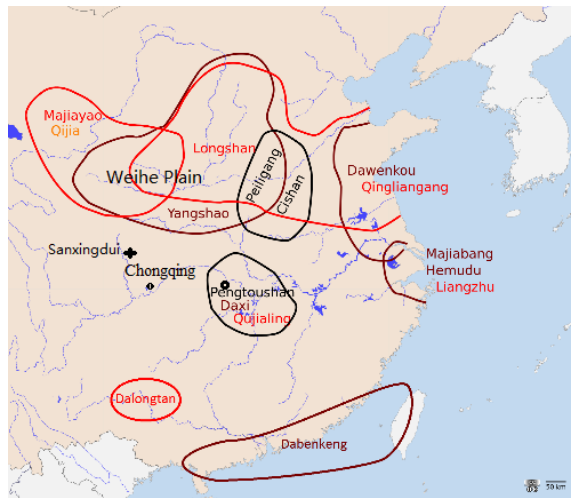 Majiayao
Qijia
Longshan
Peiligang
Cishan
Weihe Plain
Yangshao
Dawenkou
Qingliangang
Sanxingdui
Majiabang
Hemudu
Liangzhu
Chongqing
Pengtoushan
Daxi
Qujialing
Dalongtan
Dabenkeng
50 km